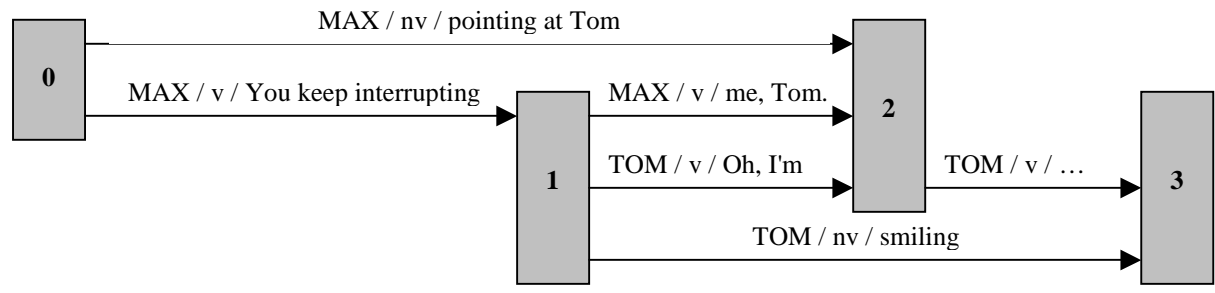 MAX / nv / pointing at Tom
0
MAX / v / You keep interrupting
MAX / v / me, Tom.
2
TOM / v / Oh, I'm
TOM / v / …
1
3
TOM / nv / smiling